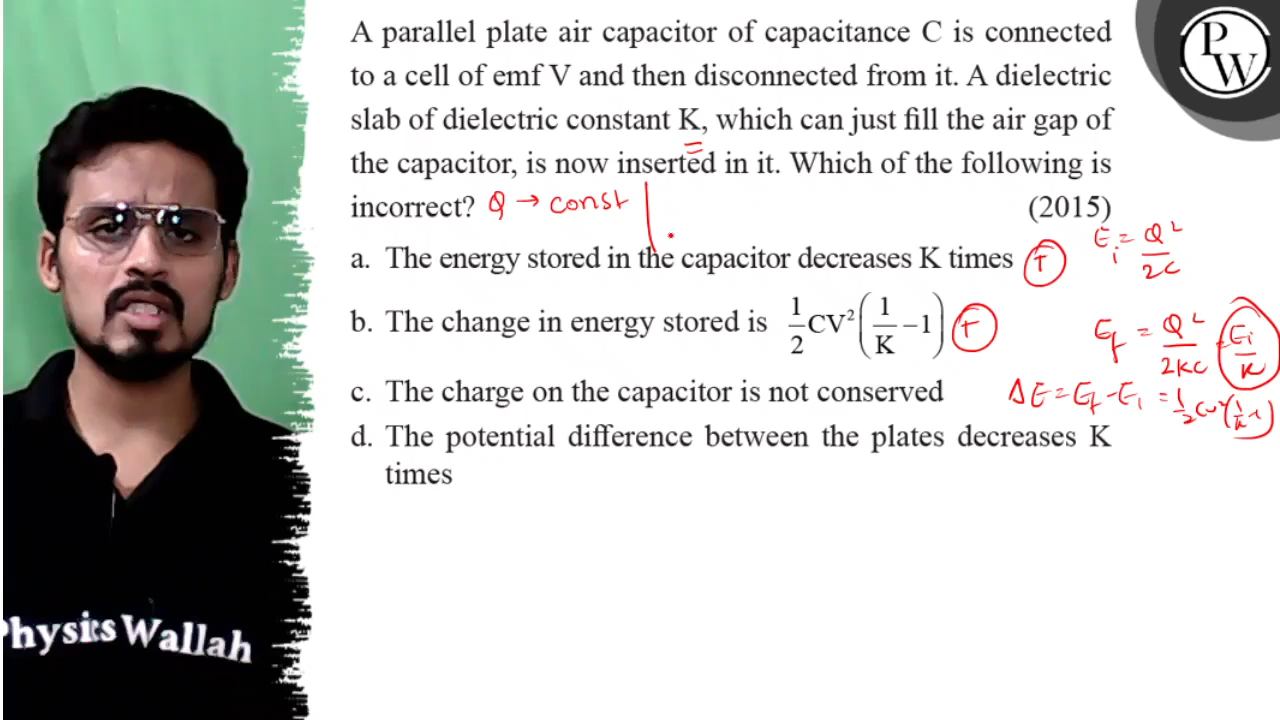 A parallel plate air capacitor of capacitance C is connected
to a cell of emf V and then disconnected from it. A dielectric
slab of dielectric constant K, which can just fill the air gap of
the capacitor, is now inserted in it. Which of the following is
incorrect? Q → const (2015)
a. The energy stored in the capacitor decreases K times T
b. The change in energy stored is 1/2 CV² (1/K − 1) T
c. The charge on the capacitor is not conserved
d. The potential difference between the plates decreases K
times
Ei = Q²/2C
Ef = Q²/2KC = Ei/K
ΔE = Ef − Ei = 1/2 CV² (1/K − 1)
PW
Physics Wallah